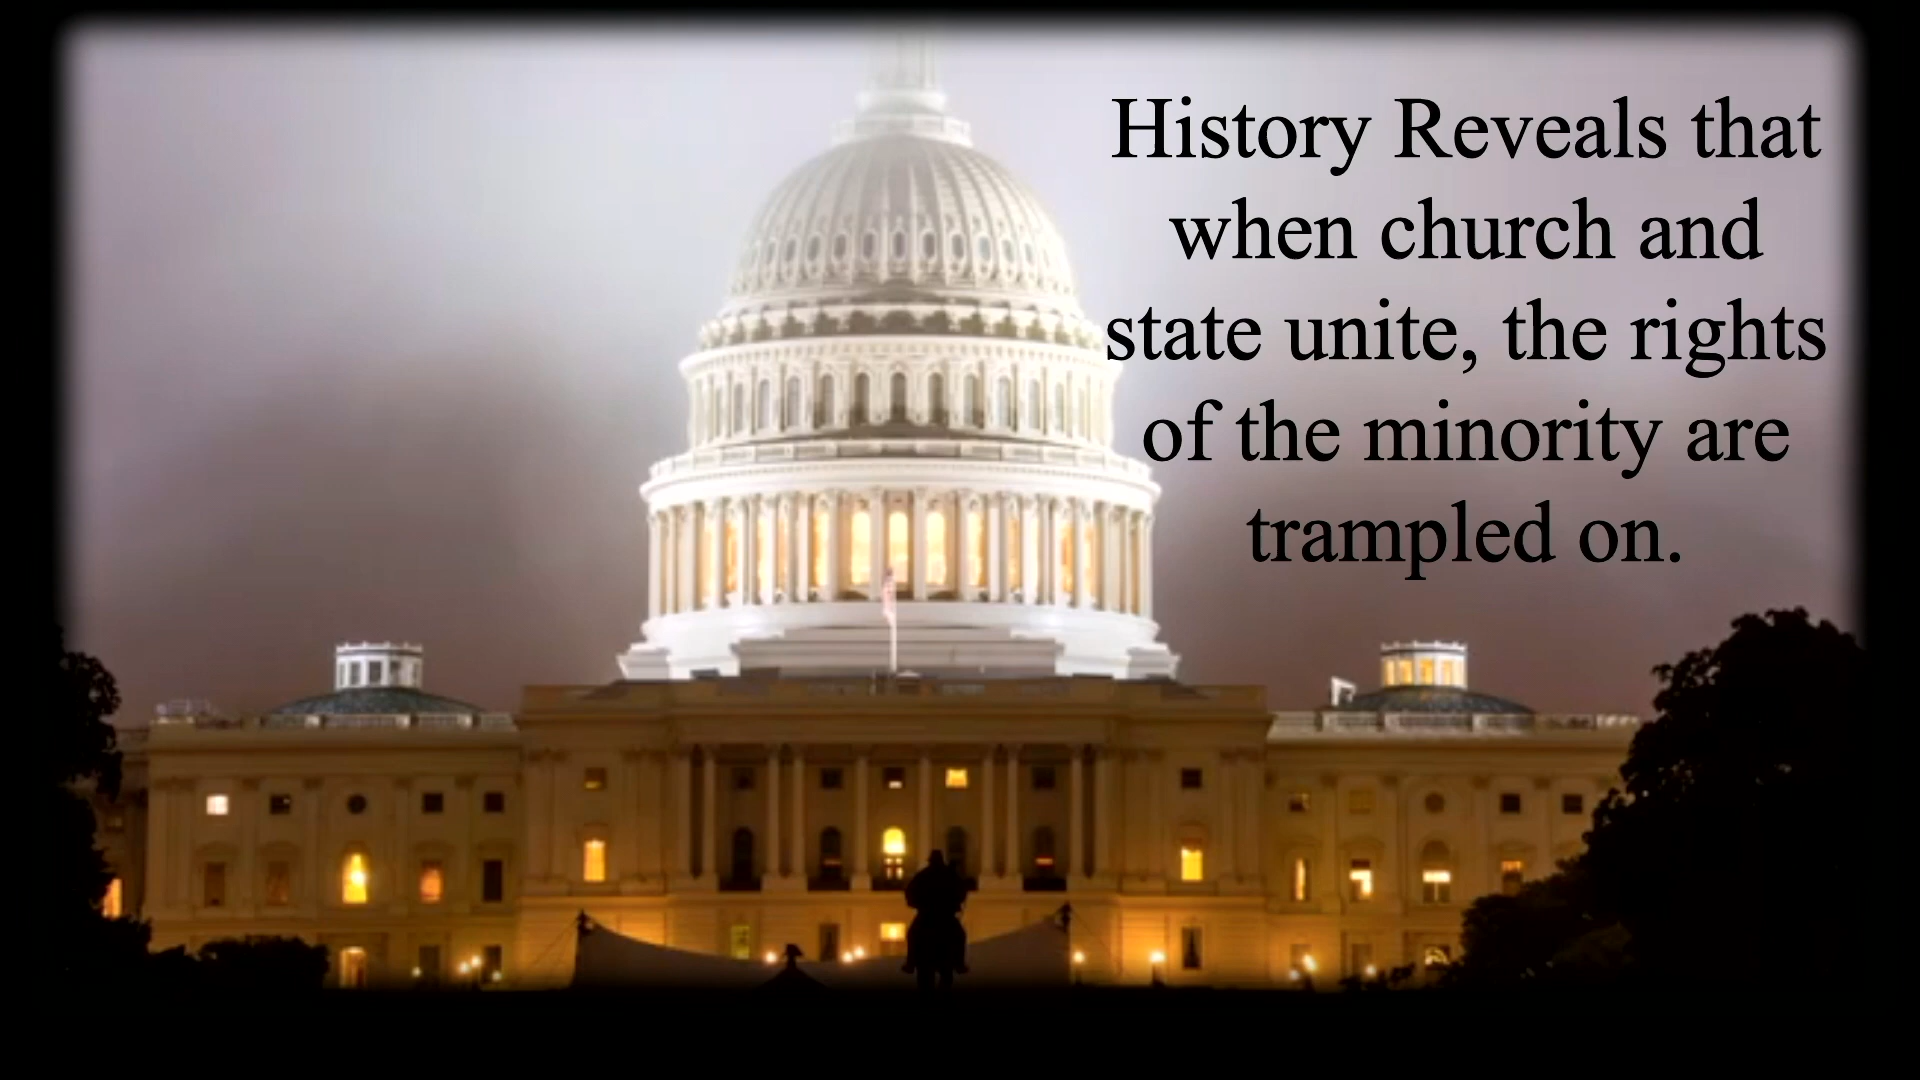 History Reveals that
when church and
state unite, the rights
of the minority are
trampled on.